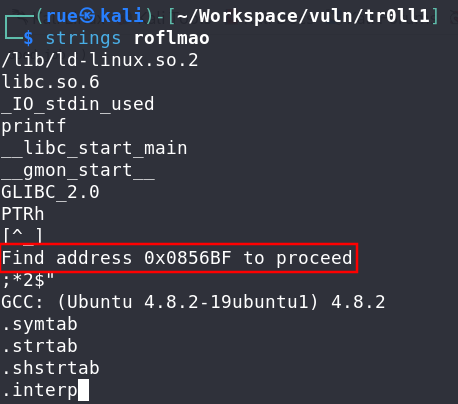 (rue㉿kali)-[~/Workspace/vuln/tr0ll1]
$ strings roflmao
/lib/ld-linux.so.2
libc.so.6
_IO_stdin_used
printf
__libc_start_main
__gmon_start__
GLIBC_2.0
PTRh
[^_]
Find address 0x0856BF to proceed
;*2$"
GCC: (Ubuntu 4.8.2-19ubuntu1) 4.8.2
.symtab
.strtab
.shstrtab
.interp